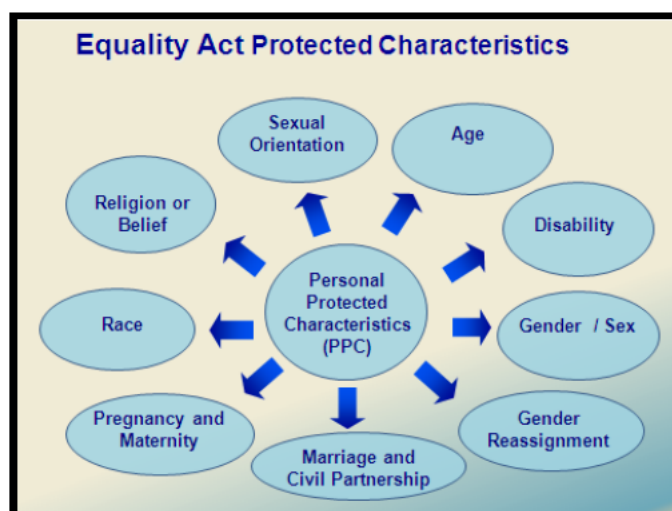 Equality Act Protected Characteristics
Sexual
Orientation
Age
Religion or
Belief
Disability
Personal
Protected
Characteristics
(PPC)
Race
Gender / Sex
Pregnancy and
Maternity
Gender
Reassignment
Marriage and
Civil Partnership